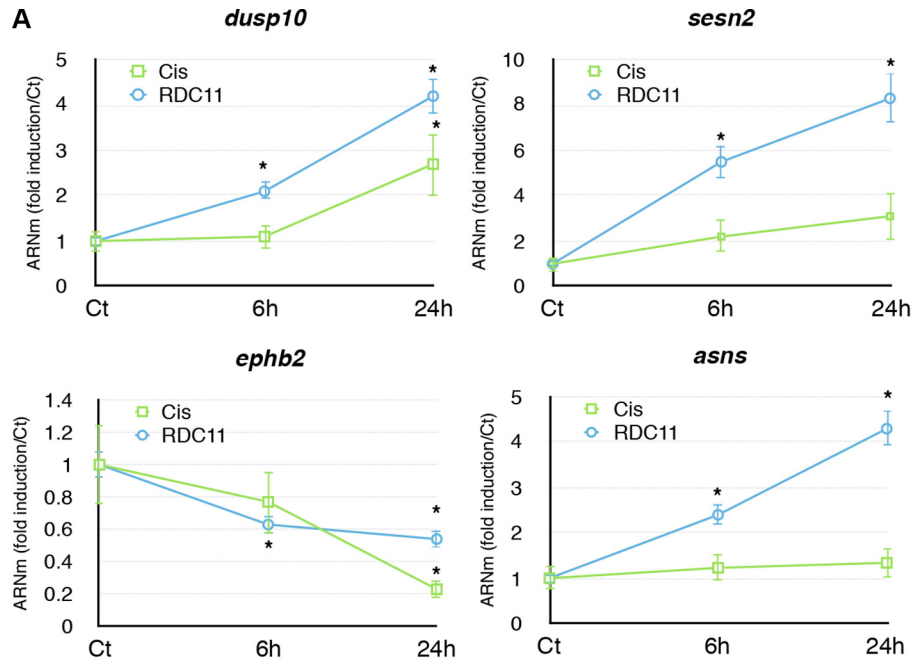 A
dusp10
ARNm (fold induction/Ct)
5
4
3
2
1
0
Cis
RDC11
*
*
*
Ct
6h
24h
sesn2
ARNm (fold induction/Ct)
10
8
6
4
2
0
Cis
RDC11
*
*
Ct
6h
24h
ephb2
ARNm (fold induction/Ct)
1.4
1.2
1
0.8
0.6
0.4
0.2
0
Cis
RDC11
*
*
*
Ct
6h
24h
asns
ARNm (fold induction/Ct)
5
4
3
2
1
0
Cis
RDC11
*
*
Ct
6h
24h